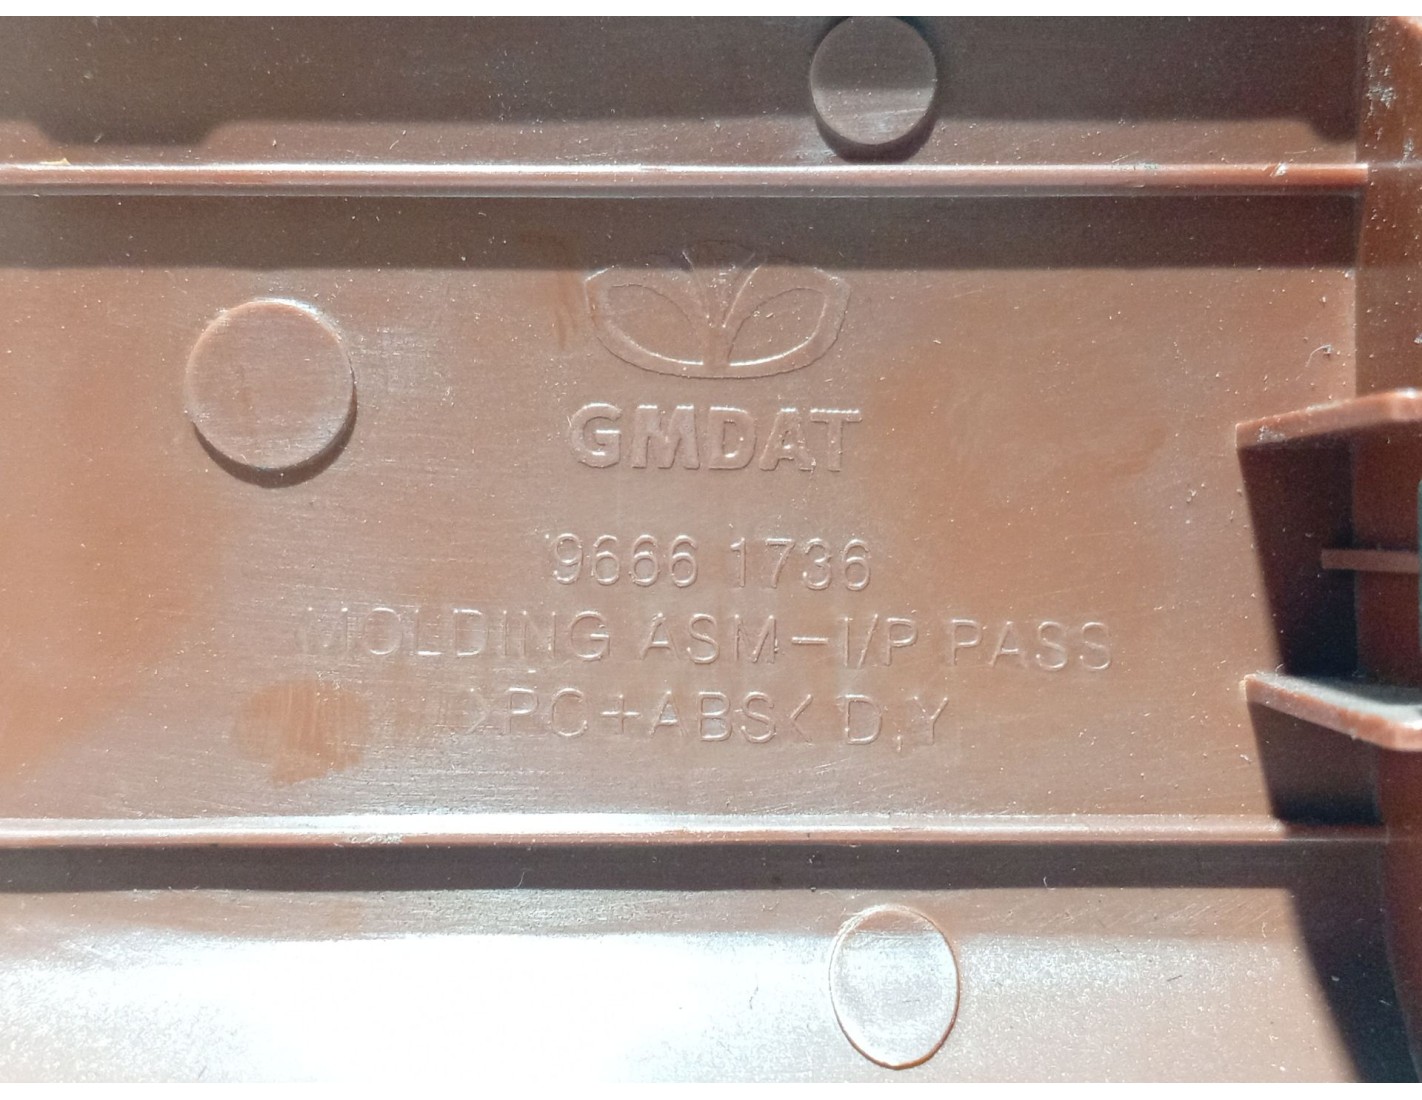 GMDAT
9666 1736
MOLDING ASM-I/P PASS
>PC+ABS< D,Y